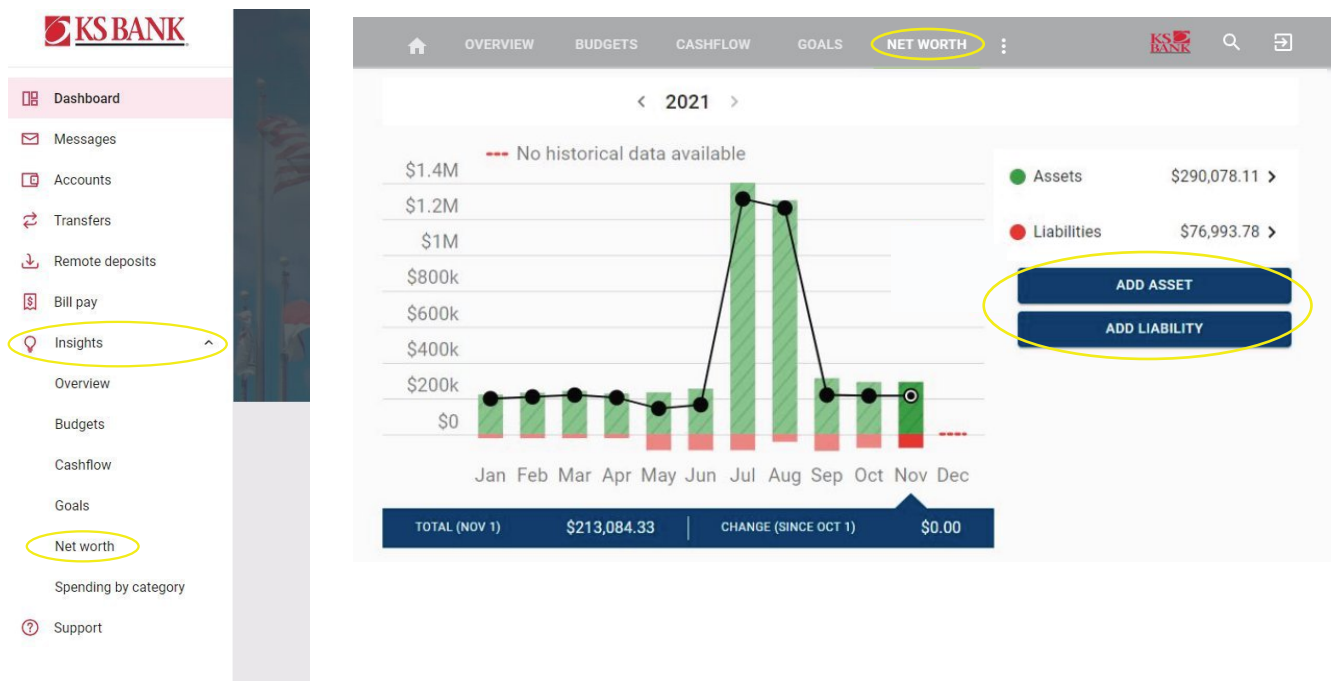 KS BANK
Dashboard
Messages
Accounts
Transfers
Remote deposits
Bill pay
Insights
Overview
Budgets
Cashflow
Goals
Net worth
Spending by category
Support
OVERVIEW BUDGETS CASHFLOW GOALS NET WORTH KS BANK
2021
No historical data available
$1.4M
$1.2M
$1M
$800k
$600k
$400k
$200k
$0
Jan Feb Mar Apr May Jun Jul Aug Sep Oct Nov Dec
TOTAL (NOV 1) $213,084.33 CHANGE (SINCE OCT 1) $0.00
Assets $290,078.11
Liabilities $76,993.78
ADD ASSET
ADD LIABILITY